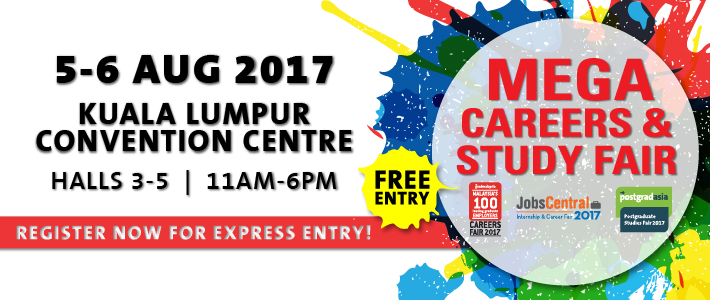 5-6 AUG 2017
KUALA LUMPUR
CONVENTION CENTRE
HALLS 3-5 | 11AM-6PM
REGISTER NOW FOR EXPRESS ENTRY!
FREE
ENTRY
MEGA
CAREERS &
STUDY FAIR
MALAYSIA'S
100
EMPLOYERS
CAREERS
FAIR 2017
JobsCentral
Internship & Career Fair 2017
postgradasia
Postgraduate
Studies Fair 2017